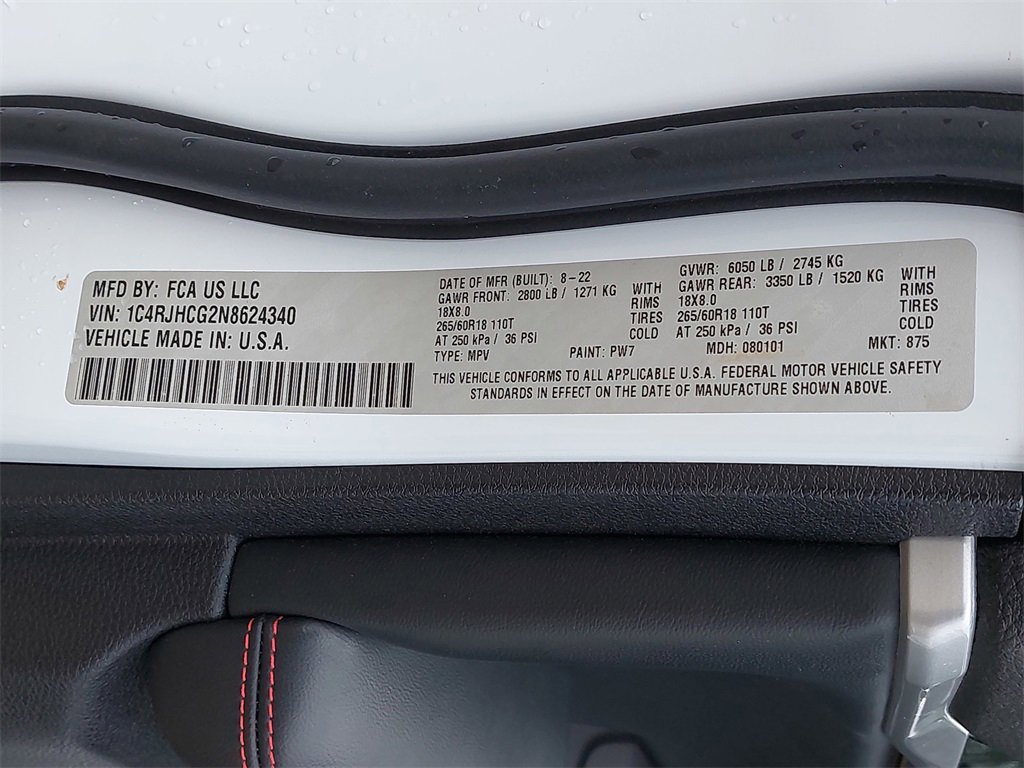 MFD BY: FCA US LLC
VIN: 1C4RJHCG2N8624340
VEHICLE MADE IN: U.S.A.
DATE OF MFR (BUILT): 8-22
GAWR FRONT: 2800 LB / 1271 KG WITH
18X8.0 RIMS
265/60R18 110T TIRES
AT 250 kPa / 36 PSI COLD
TYPE: MPV PAINT: PW7
GVWR: 6050 LB / 2745 KG
GAWR REAR: 3350 LB / 1520 KG WITH
18X8.0 RIMS
265/60R18 110T TIRES
AT 250 kPa / 36 PSI COLD
MDH: 080101 MKT: 875
THIS VEHICLE CONFORMS TO ALL APPLICABLE U.S.A. FEDERAL MOTOR VEHICLE SAFETY
STANDARDS IN EFFECT ON THE DATE OF MANUFACTURE SHOWN ABOVE.